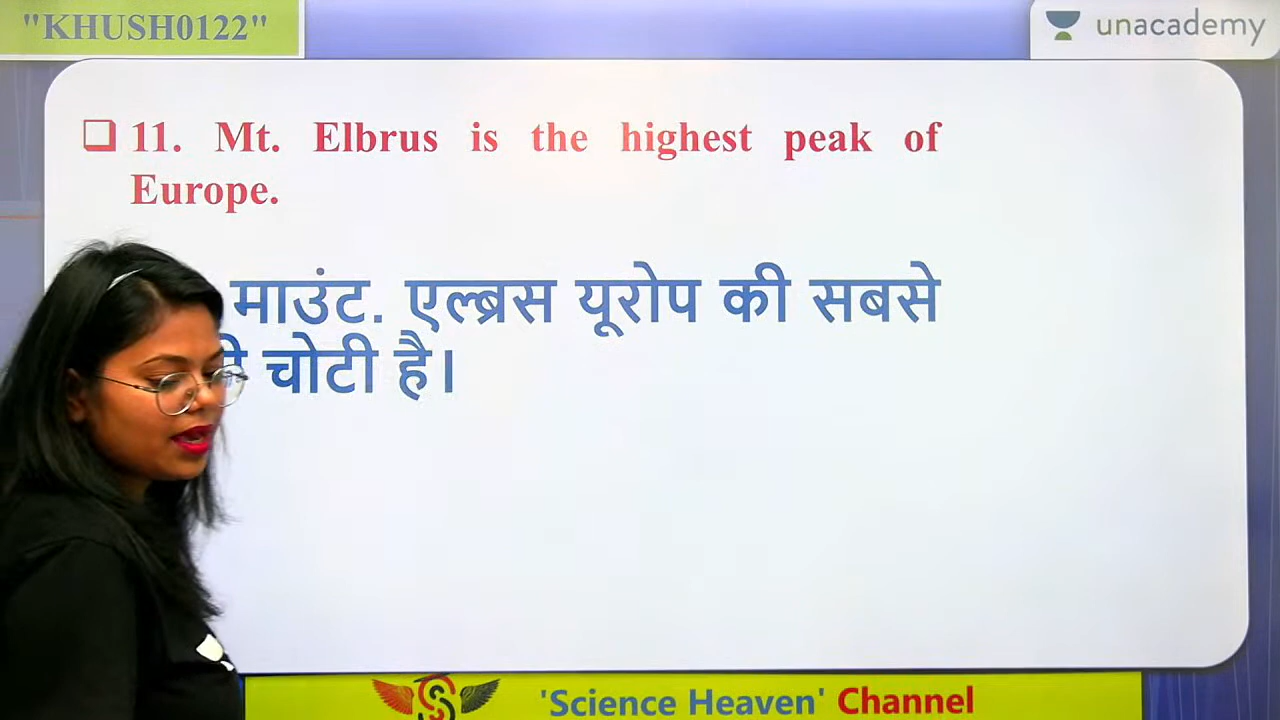 "KHUSH0122"
unacademy
11. Mt. Elbrus is the highest peak of
Europe.
माउंट. एल्ब्रस यूरोप की सबसे
चोटी है।
'Science Heaven' Channel